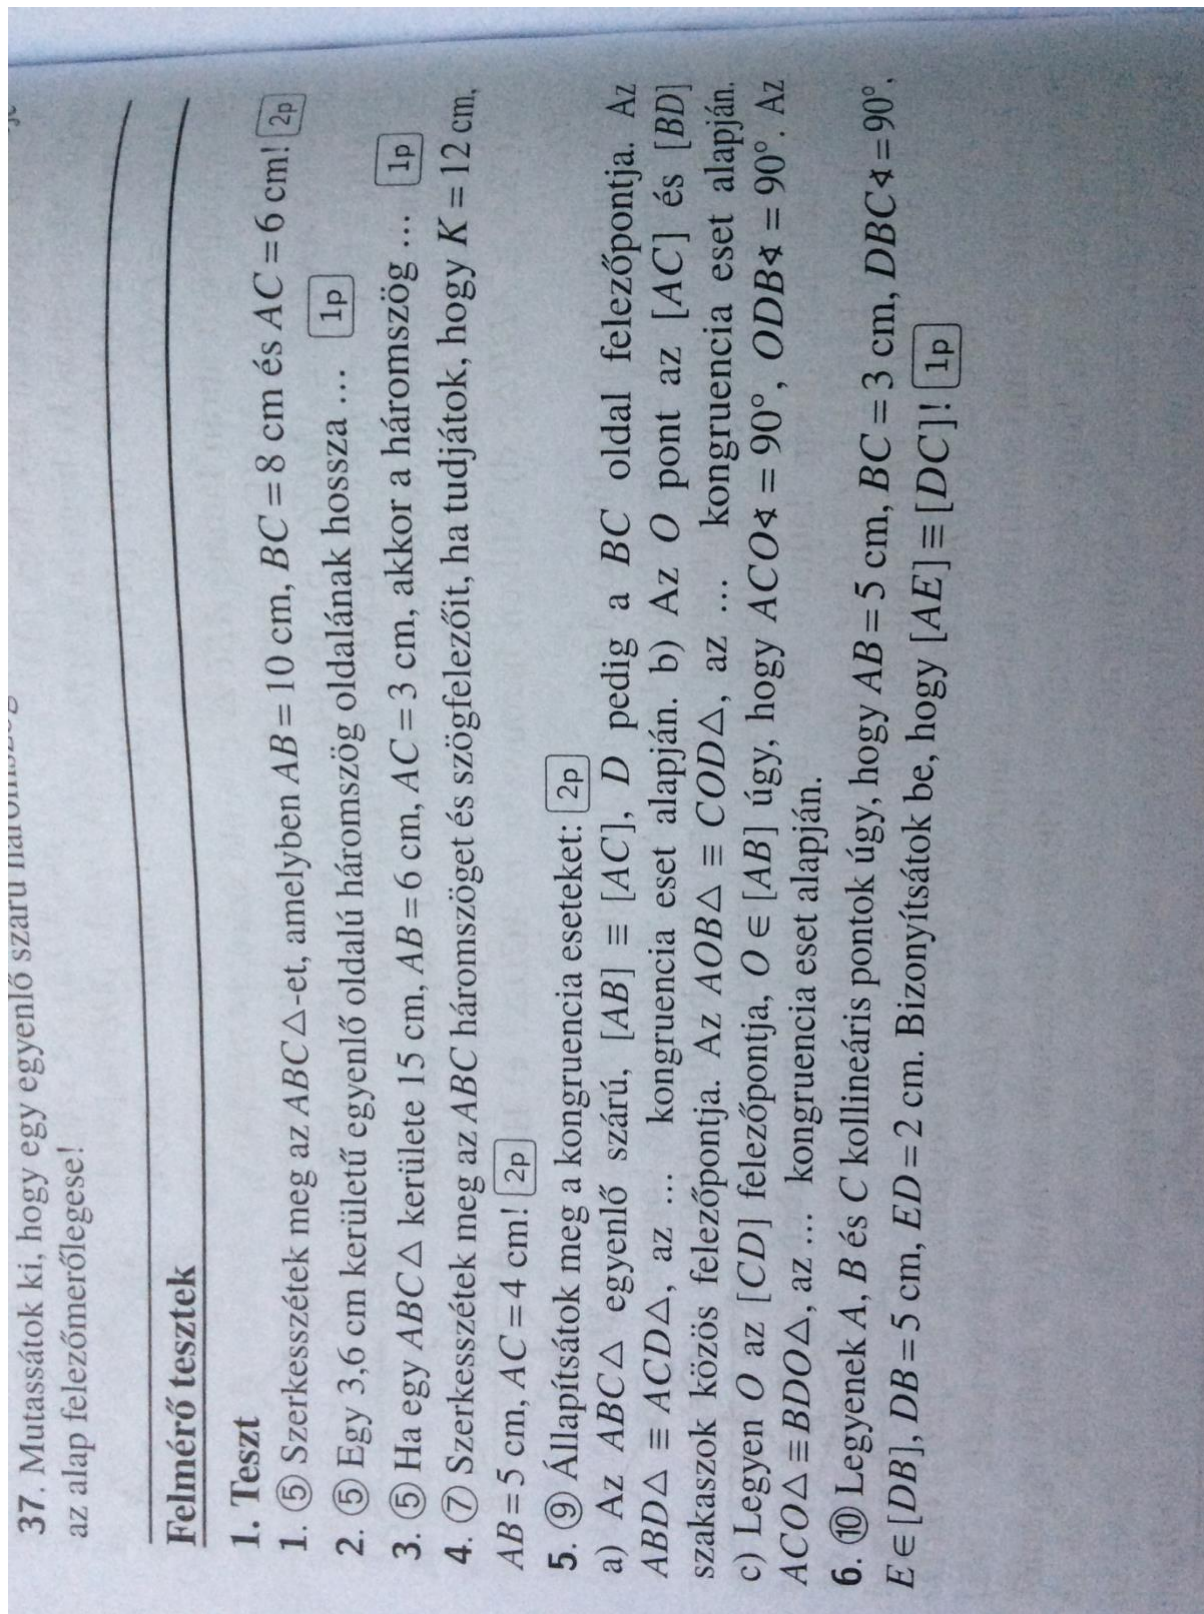 37. Mutassátok ki, hogy egy egyenlő szárú
az alap felezőmerőlegese!
Felmérő tesztek
1. Teszt
1. ⑤ Szerkesszétek meg az ABC△-et, amelyben AB = 10 cm, BC = 8 cm és AC = 6 cm! 2p
2. ⑤ Egy 3,6 cm kerületű egyenlő oldalú háromszög oldalának hossza ... 1p
3. ⑤ Ha egy ABC△ kerülete 15 cm, AB = 6 cm, AC = 3 cm, akkor a háromszög ... 1p
4. ⑦ Szerkesszétek meg az ABC háromszöget és szögfelezőit, ha tudjátok, hogy K = 12 cm,
AB = 5 cm, AC = 4 cm! 2p
5. ⑨ Állapítsátok meg a kongruencia eseteket: 2p
a) Az ABC△ egyenlő szárú, [AB] ≡ [AC], D pedig a BC oldal felezőpontja. Az
ABD△ ≡ ACD△, az ... kongruencia eset alapján. b) Az O pont az [AC] és [BD]
szakaszok közös felezőpontja. Az AOB△ ≡ COD△, az ... kongruencia eset alapján.
c) Legyen O az [CD] felezőpontja, O ∈ [AB] úgy, hogy ACO∢ = 90°, ODB∢ = 90°. Az
ACO△ ≡ BDO△, az ... kongruencia eset alapján.
6. ⑩ Legyenek A, B és C kollineáris pontok úgy, hogy AB = 5 cm, BC = 3 cm, DBC∢ = 90°,
E ∈ [DB], DB = 5 cm, ED = 2 cm. Bizonyítsátok be, hogy [AE] ≡ [DC]! 1p